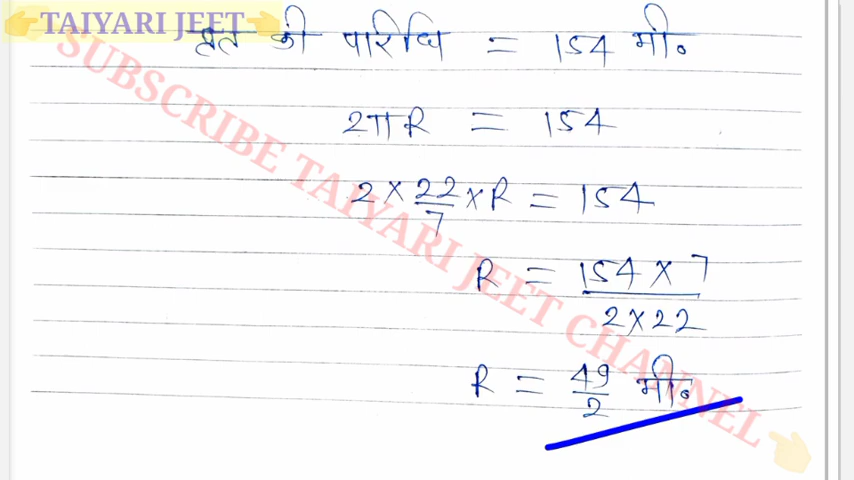 👉TAIYARI JEET👈
वृत की परिधि = 154 मी०
2πR = 154
2 × 22/7 × R = 154
R = 154 × 7 / 2 × 22
R = 49/2 मी०
SUBSCRIBE TAIYARI JEET CHANNEL 👈